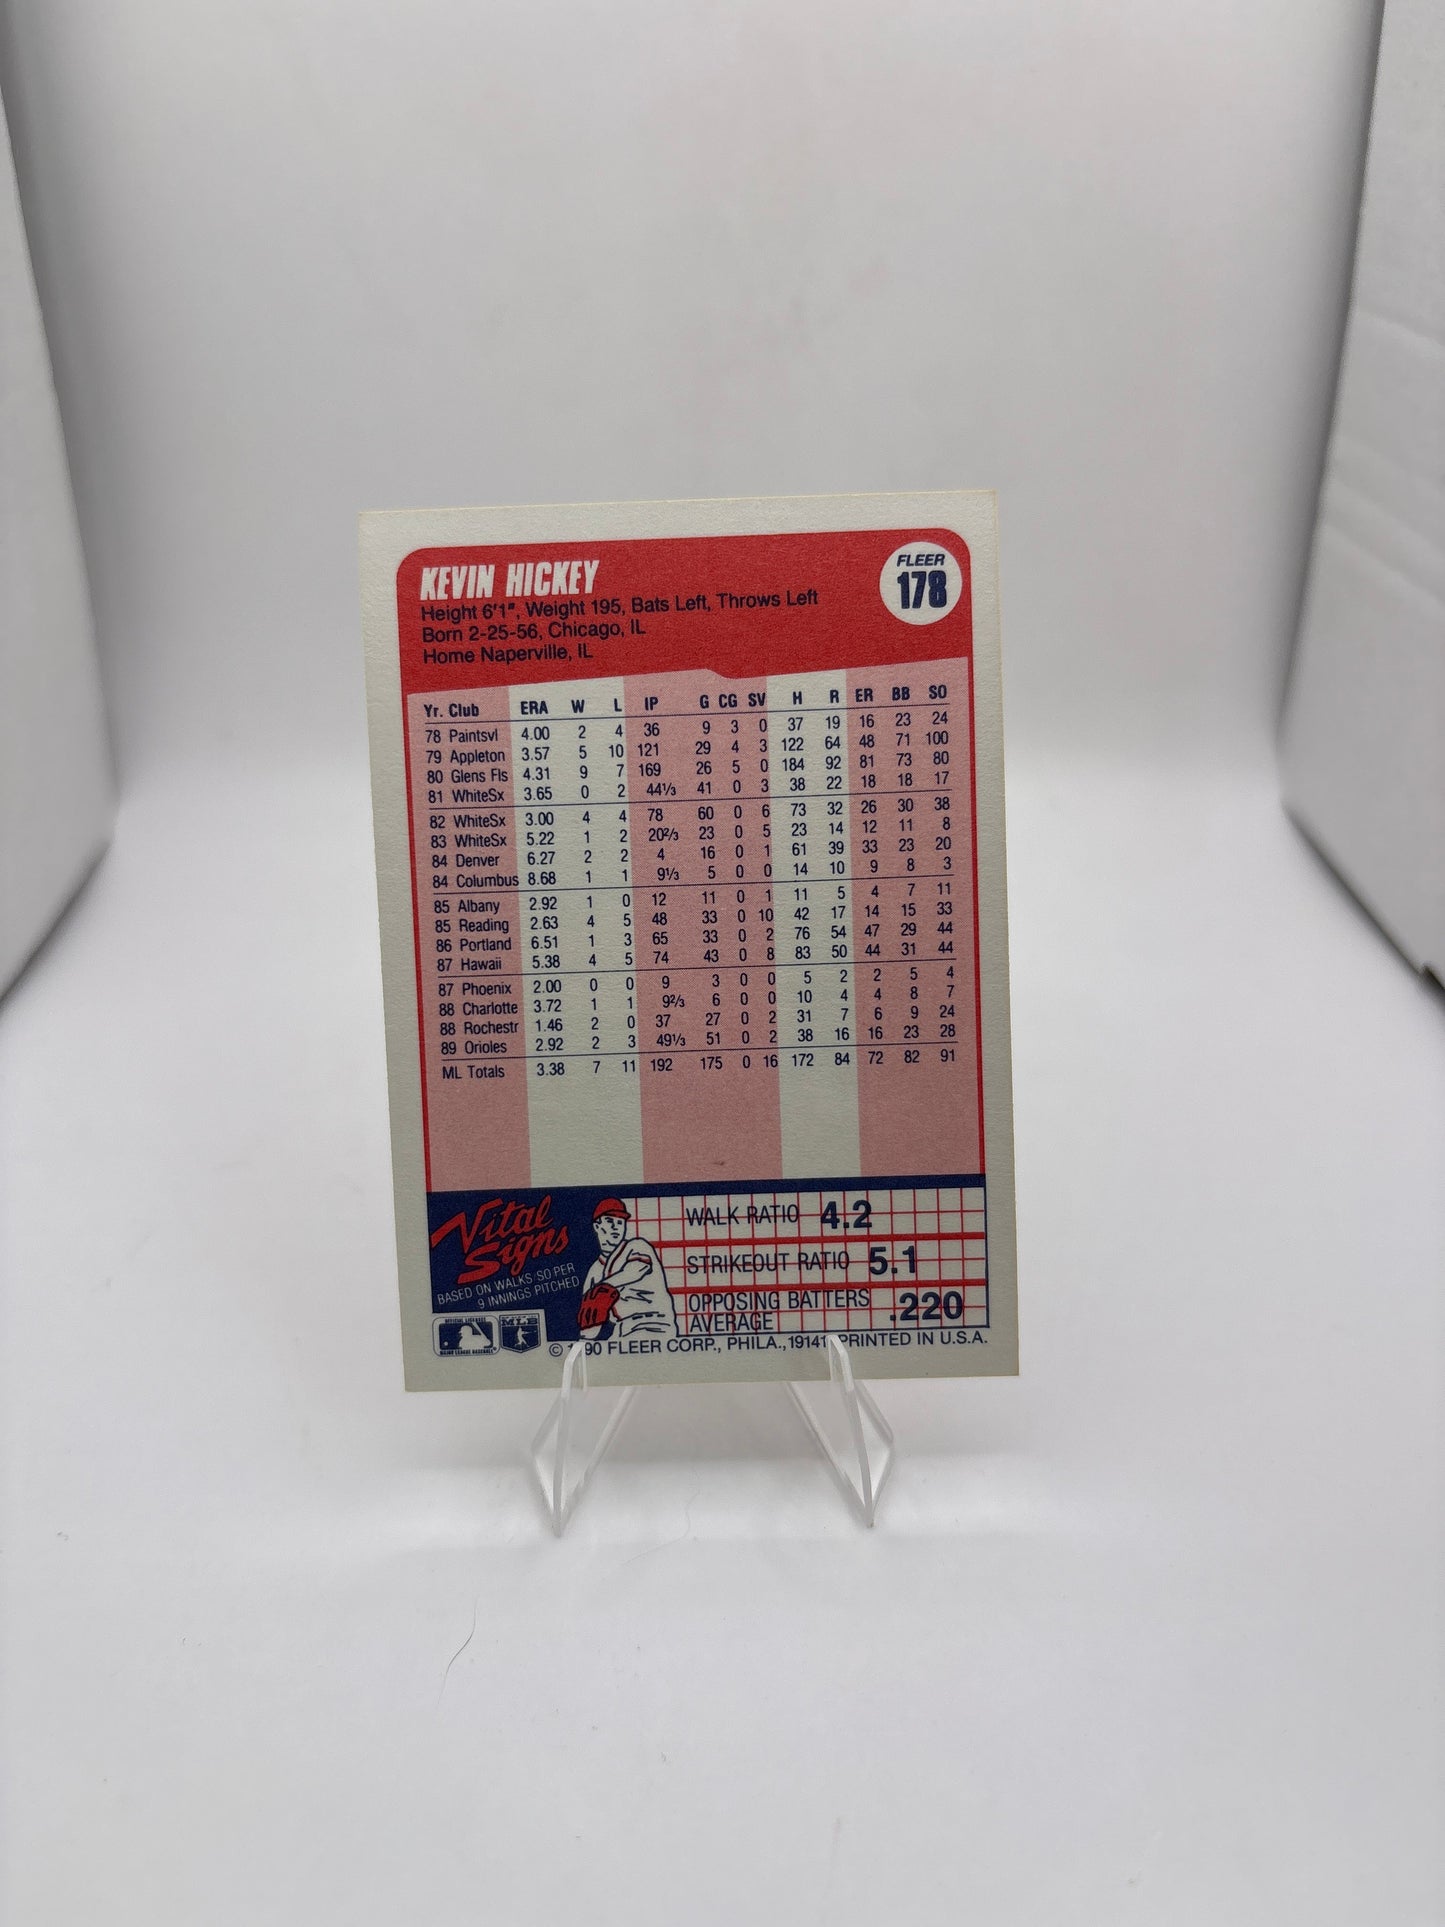 KEVIN HICKEY
FLEER
178
Height 6'1", Weight 195, Bats Left, Throws Left
Born 2-25-56, Chicago, IL
Home Naperville, IL
Yr. Club ERA W L IP G CG SV H R ER BB SO
78 Paintsvl 4.00 2 4 36 9 3 0 37 19 16 23 24
79 Appleton 3.57 5 10 121 29 4 3 122 64 48 71 100
80 Glens Fls 4.31 9 7 169 26 5 0 184 92 81 73 80
81 WhiteSx 3.65 0 2 44⅓ 41 0 3 38 22 18 18 17
82 WhiteSx 3.00 4 4 78 60 0 6 73 32 26 30 38
83 WhiteSx 5.22 1 2 20⅔ 23 0 5 23 14 12 11 8
84 Denver 6.27 2 2 4 16 0 1 61 39 33 23 20
84 Columbus 8.68 1 1 9⅓ 5 0 0 14 10 9 8 3
85 Albany 2.92 1 0 12 11 0 1 11 5 4 7 11
85 Reading 2.63 4 5 48 33 0 10 42 17 14 15 33
86 Portland 6.51 1 3 65 33 0 2 76 54 47 29 44
87 Hawaii 5.38 4 5 74 43 0 8 83 50 44 31 44
87 Phoenix 2.00 0 0 9 3 0 0 5 2 2 5 4
88 Charlotte 3.72 1 1 9⅔ 6 0 0 10 4 4 8 7
88 Rochestr 1.46 2 0 37 27 0 2 31 7 6 9 24
89 Orioles 2.92 2 3 49⅓ 51 0 2 38 16 16 23 28
ML Totals 3.38 7 11 192 175 0 16 172 84 72 82 91
Vital
Signs
BASED ON WALKS/SO PER
9 INNINGS PITCHED
WALK RATIO 4.2
STRIKEOUT RATIO 5.1
OPPOSING BATTERS
AVERAGE .220
OFFICIAL LICENSEE
MAJOR LEAGUE BASEBALL
MLB
© 90 FLEER CORP., PHILA., 19141 PRINTED IN U.S.A.